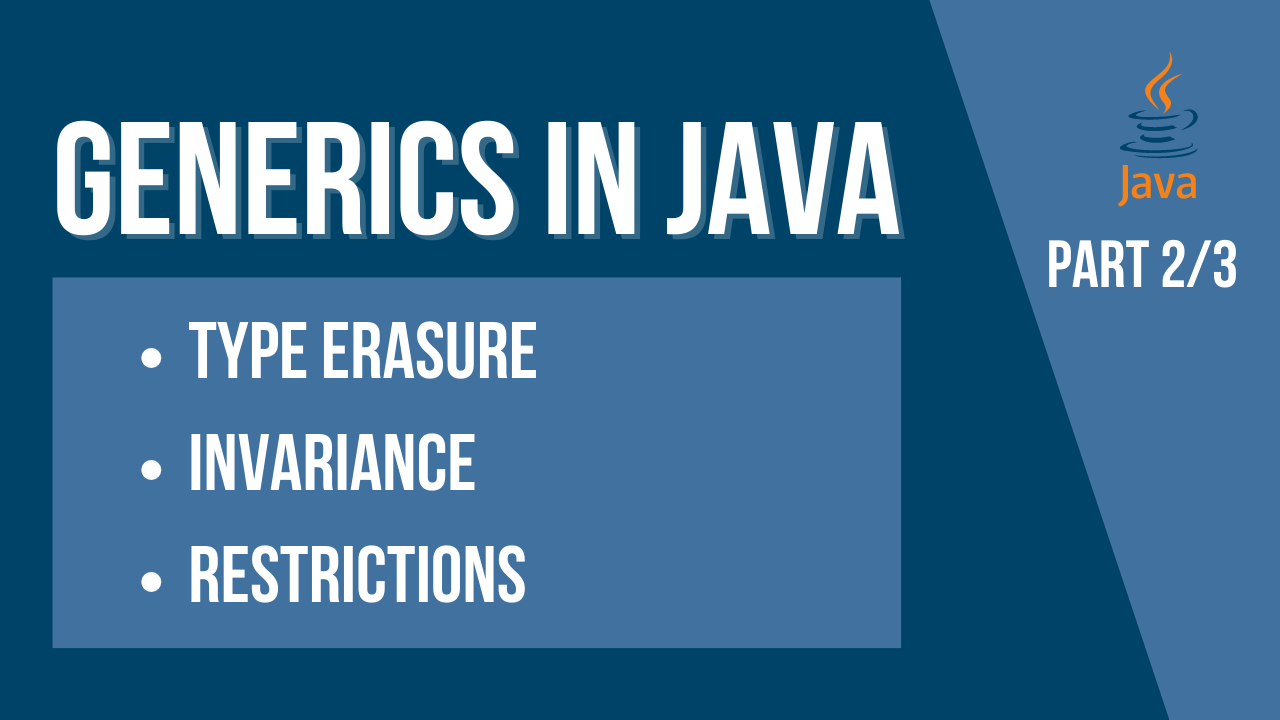 GENERICS IN JAVA
TYPE ERASURE
INVARIANCE
RESTRICTIONS
Java
PART 2/3